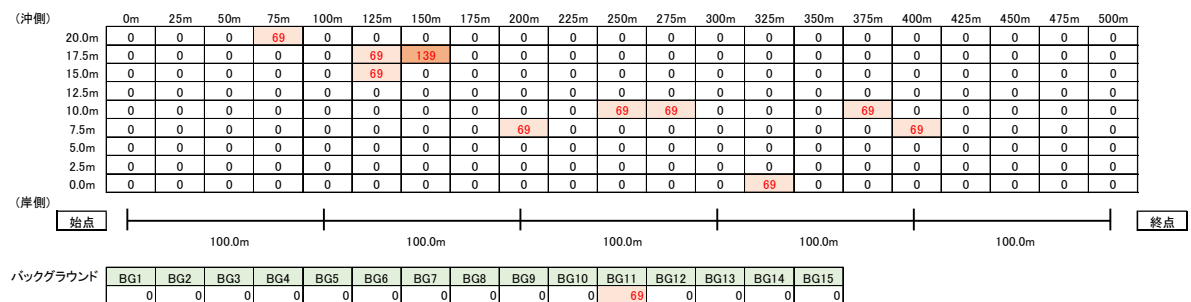 (沖側) 0m 25m 50m 75m 100m 125m 150m 175m 200m 225m 250m 275m 300m 325m 350m 375m 400m 425m 450m 475m 500m
20.0m 0 0 0 69 0 0 0 0 0 0 0 0 0 0 0 0 0 0 0 0 0
17.5m 0 0 0 0 0 69 139 0 0 0 0 0 0 0 0 0 0 0 0 0 0
15.0m 0 0 0 0 0 69 0 0 0 0 0 0 0 0 0 0 0 0 0 0 0
12.5m 0 0 0 0 0 0 0 0 0 0 0 0 0 0 0 0 0 0 0 0 0
10.0m 0 0 0 0 0 0 0 0 0 0 69 69 0 0 0 69 0 0 0 0 0
7.5m 0 0 0 0 0 0 0 0 69 0 0 0 0 0 0 0 69 0 0 0 0
5.0m 0 0 0 0 0 0 0 0 0 0 0 0 0 0 0 0 0 0 0 0 0
2.5m 0 0 0 0 0 0 0 0 0 0 0 0 0 0 0 0 0 0 0 0 0
0.0m 0 0 0 0 0 0 0 0 0 0 0 0 0 69 0 0 0 0 0 0 0
(岸側)
始点 終点
100.0m 100.0m 100.0m 100.0m 100.0m
バックグラウンド BG1 BG2 BG3 BG4 BG5 BG6 BG7 BG8 BG9 BG10 BG11 BG12 BG13 BG14 BG15
0 0 0 0 0 0 0 0 0 0 69 0 0 0 0